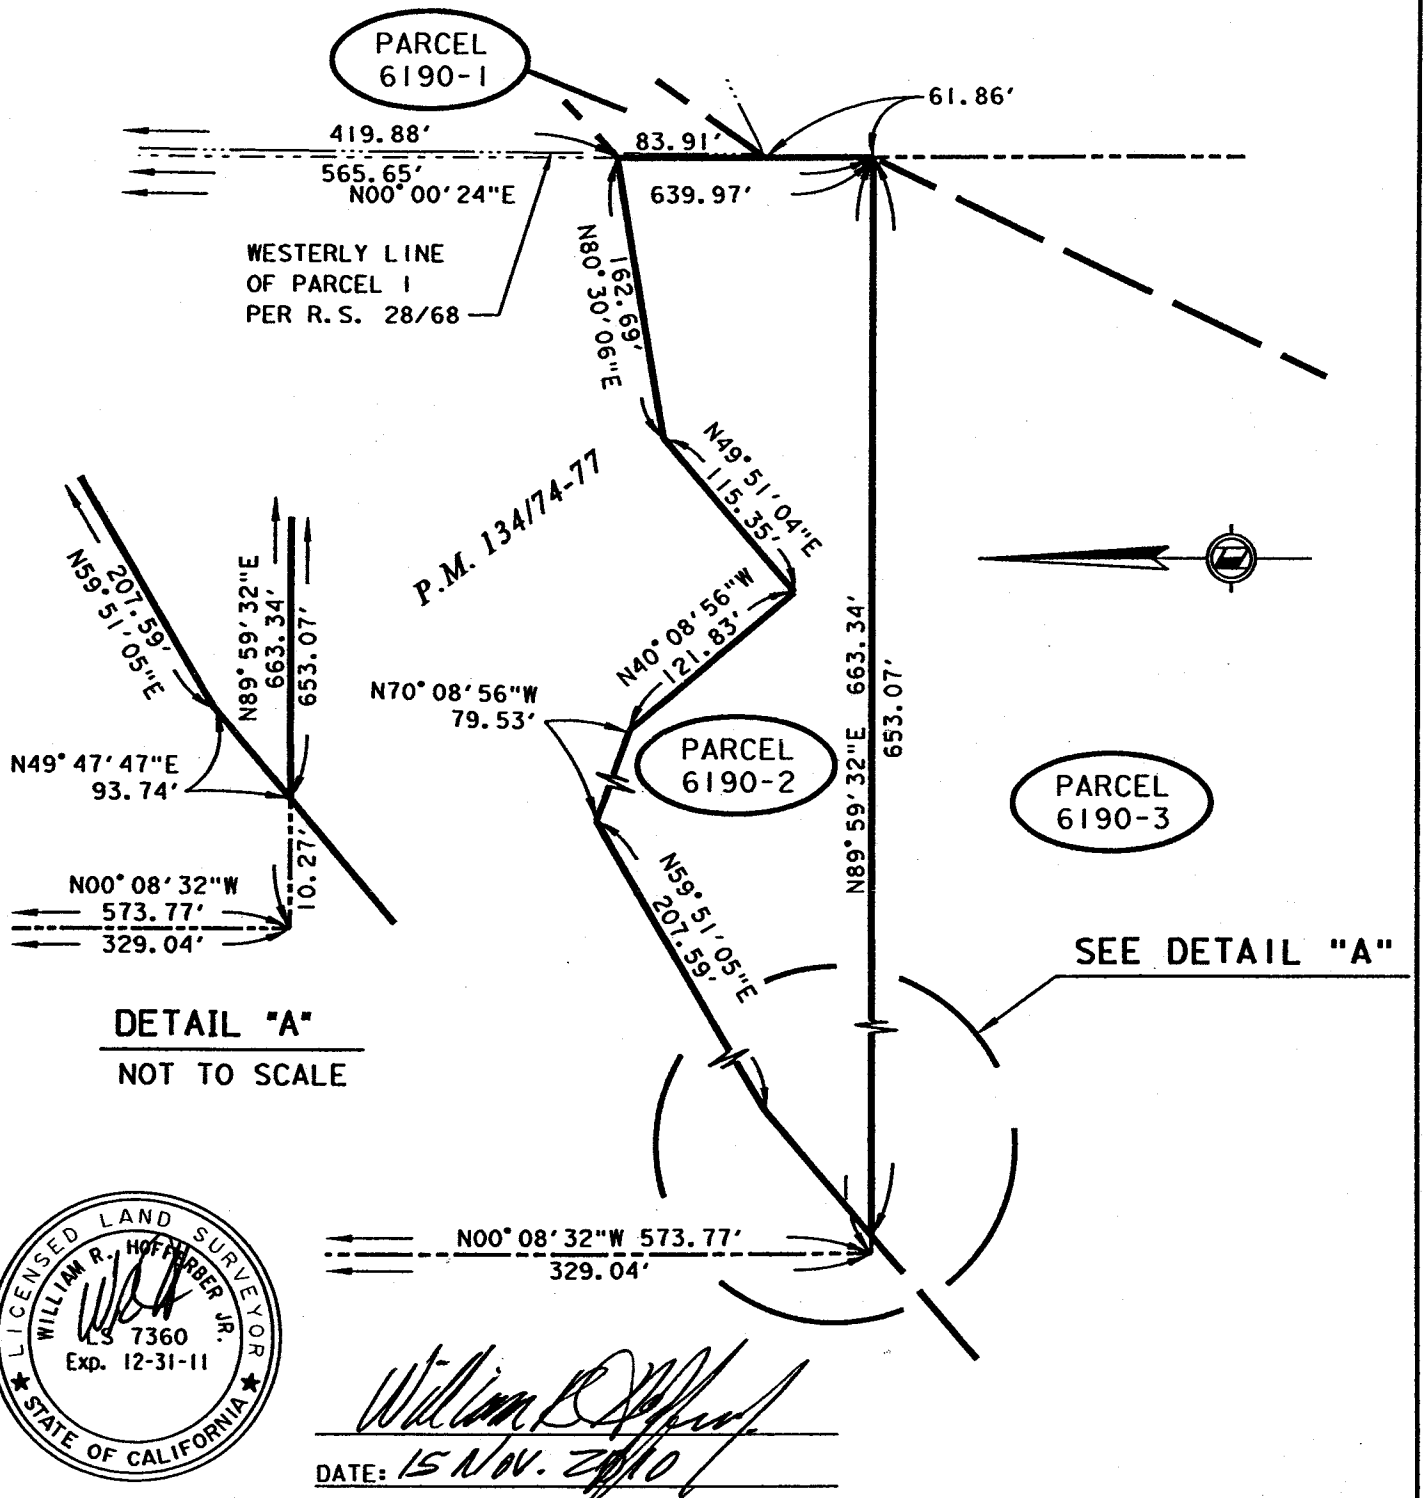 PARCEL
6190-1
61.86'
419.88'
83.91'
565.65'
N00°00'24"E
639.97'
WESTERLY LINE
OF PARCEL 1
PER R.S. 28/68
162.69'
N80°30'06"E
N49°51'04"E
115.35'
P.M. 134/74-77
N40°08'56"W
121.83'
N70°08'56"W
79.53'
PARCEL
6190-2
N89°59'32"E 663.34'
653.07'
PARCEL
6190-3
N59°51'05"E
207.59'
SEE DETAIL "A"
207.59'
N59°51'05"E
N89°59'32"E
663.34'
653.07'
N49°47'47"E
93.74'
10.27'
N00°08'32"W
573.77'
329.04'
DETAIL "A"
NOT TO SCALE
N00°08'32"W 573.77'
329.04'
LICENSED LAND SURVEYOR
WILLIAM R. HOFFERBER JR.
LS 7360
Exp. 12-31-11
STATE OF CALIFORNIA
DATE: 15 NOV. 2010